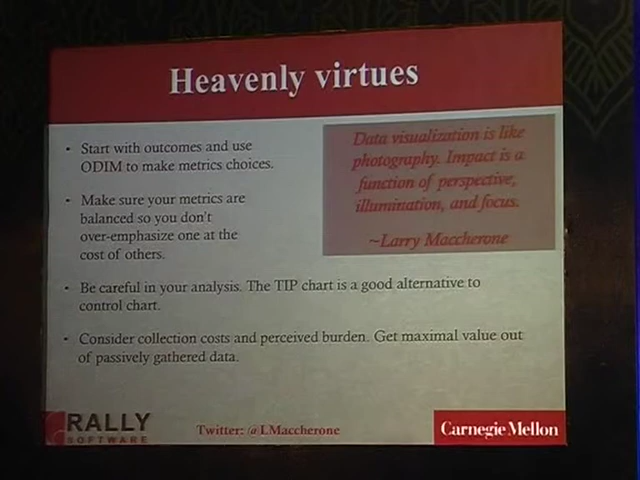 Heavenly virtues
• Start with outcomes and use
ODIM to make metrics choices.
• Make sure your metrics are
balanced so you don't
over-emphasize one at the
cost of others.
Data visualization is like
photography. Impact is a
function of perspective,
illumination, and focus.
~Larry Maccherone
• Be careful in your analysis. The TIP chart is a good alternative to
control chart.
• Consider collection costs and perceived burden. Get maximal value out
of passively gathered data.
RALLY
SOFTWARE
Twitter: @LMaccherone
Carnegie Mellon